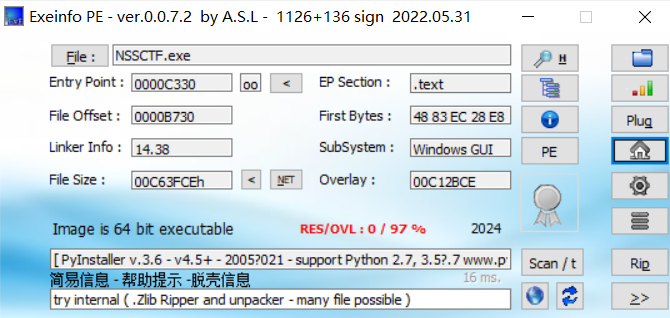 Exeinfo PE - ver.0.0.7.2 by A.S.L - 1126+136 sign 2022.05.31
File : NSSCTF.exe H
Entry Point : 0000C330 oo < EP Section : .text
File Offset : 0000B730 First Bytes : 48 83 EC 28 E8 Plug
Linker Info : 14.38 SubSystem : Windows GUI PE
File Size : 00C63FCEh < NET Overlay : 00C12BCE
Image is 64 bit executable RES/OVL : 0 / 97 % 2024
[ PyInstaller v.3.6 - v4.5+ - 2005?021 - support Python 2.7, 3.5?.7 www.py Scan / t Rip
简易信息 - 帮助提示 -脱壳信息 16 ms.
try internal ( .Zlib Ripper and unpacker - many file possible ) >>